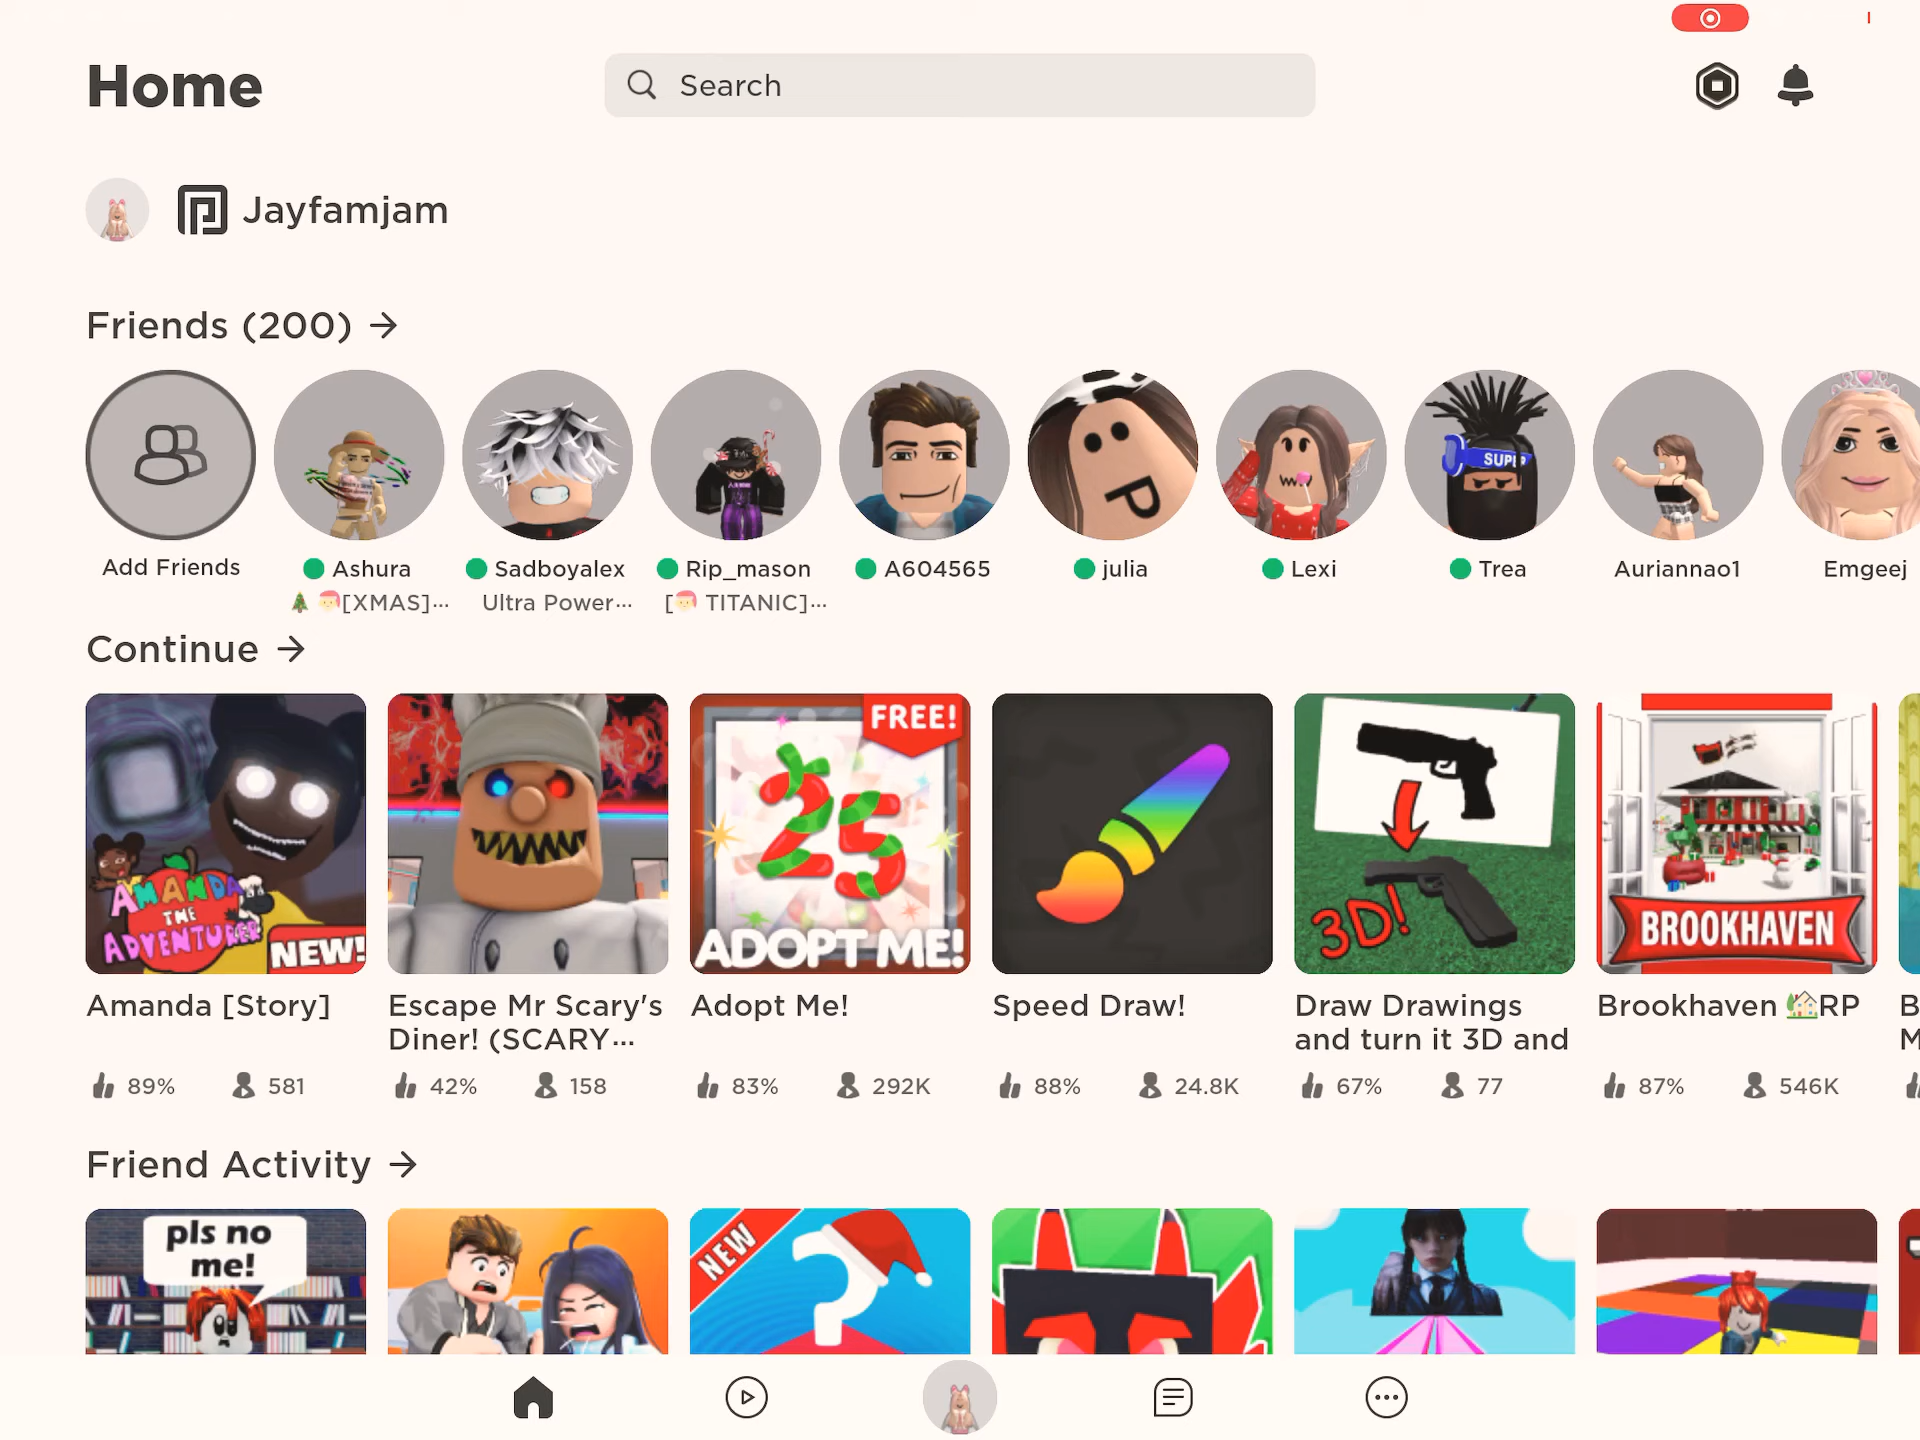 Home
Search
Jayfamjam
Friends (200)
SUPR
Add Friends
Ashura
Sadboyalex
Rip_mason
A604565
julia
Lexi
Trea
Auriannao1
Emgeej
🎄 🎅[XMAS]...
Ultra Power...
[🎅 TITANIC]...
Continue
AMANDA
THE
ADVENTURER
NEW!
FREE!
25
ADOPT ME!
3D!
BROOKHAVEN
Amanda [Story]
Escape Mr Scary's
Diner! (SCARY...
Adopt Me!
Speed Draw!
Draw Drawings
and turn it 3D and
Brookhaven 🏡RP
B
M
89% 581
42% 158
83% 292K
88% 24.8K
67% 77
87% 546K
Friend Activity
pls no
me!
NEW
?